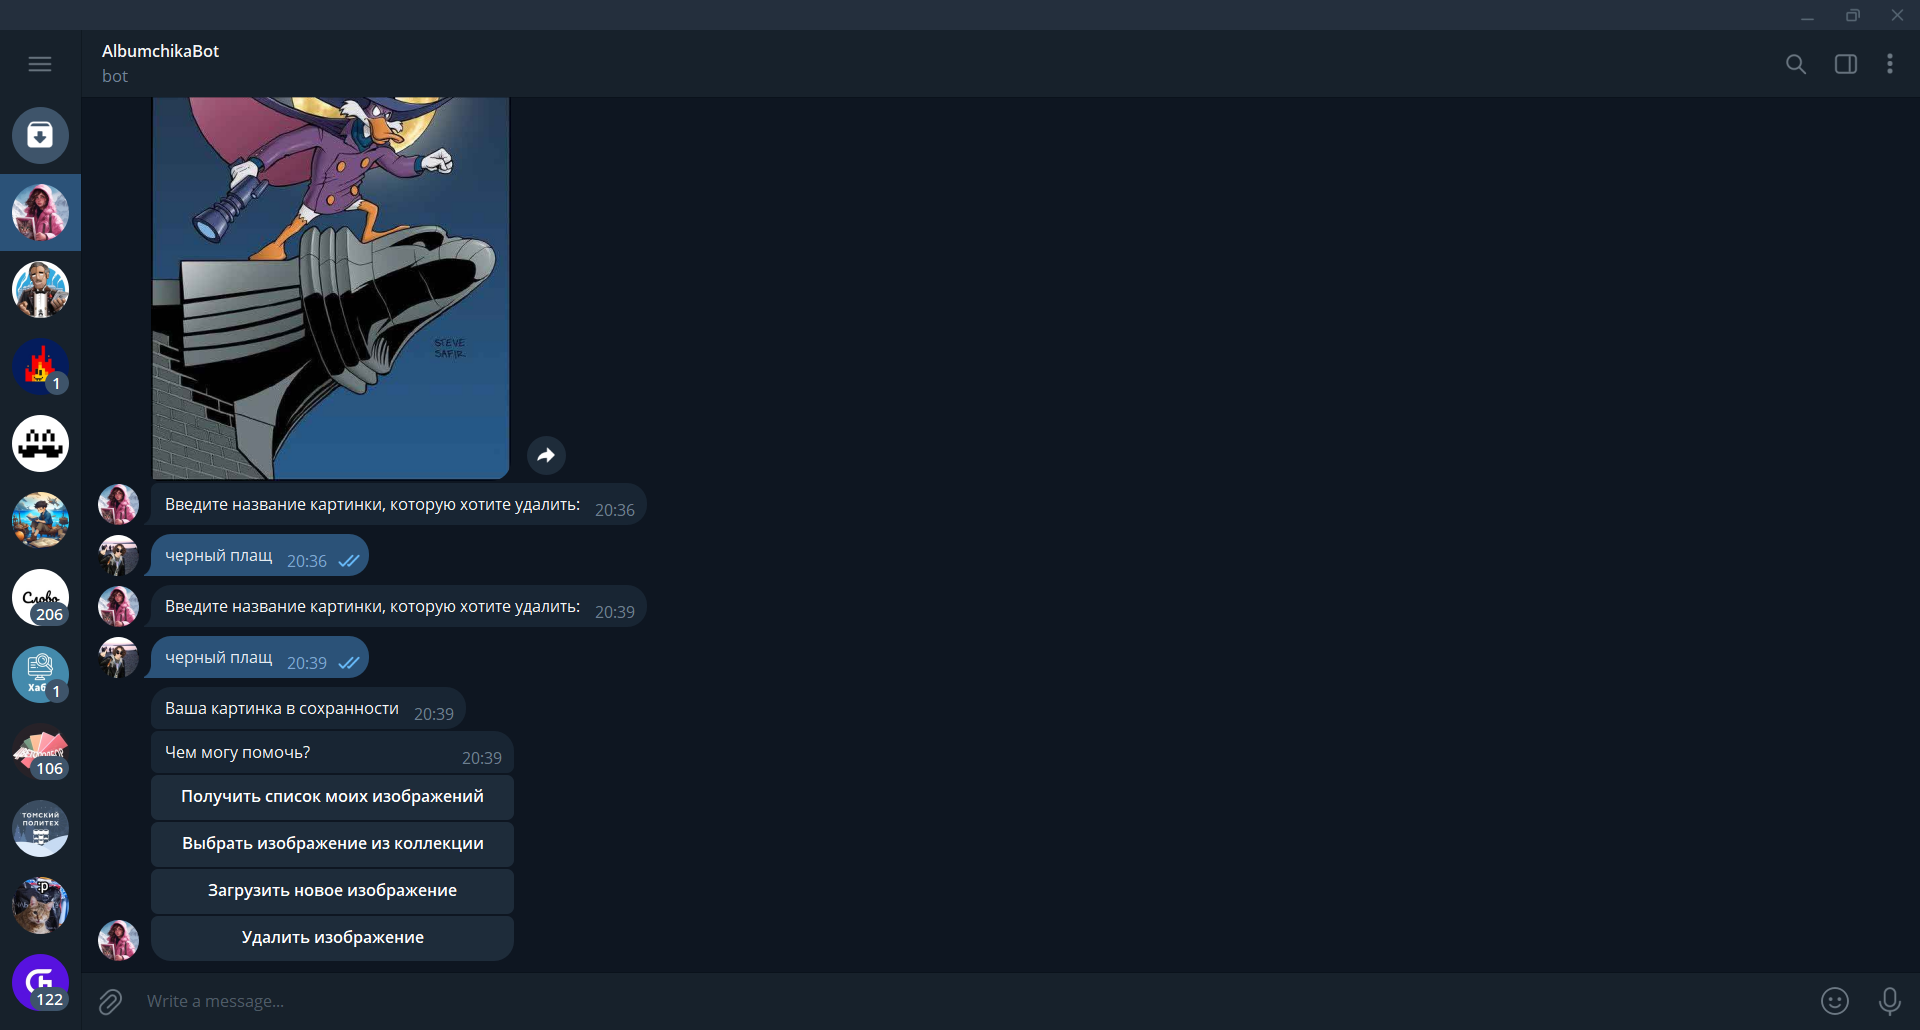 AlbumchikaBot
bot
STEVE
SAFIR
Введите название картинки, которую хотите удалить: 20:36
черный плащ 20:36
Введите название картинки, которую хотите удалить: 20:39
черный плащ 20:39
Ваша картинка в сохранности 20:39
Чем могу помочь? 20:39
Получить список моих изображений
Выбрать изображение из коллекции
Загрузить новое изображение
Удалить изображение
Write a message...
1
Слово
206
1
106
ТОМСКИЙ
ПОЛИТЕХ
:p
122